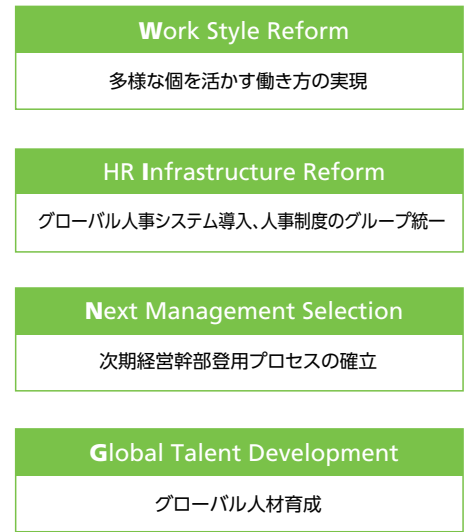 Work Style Reform
多様な個を活かす働き方の実現
HR Infrastructure Reform
グローバル人事システム導入、人事制度のグループ統一
Next Management Selection
次期経営幹部登用プロセスの確立
Global Talent Development
グローバル人材育成